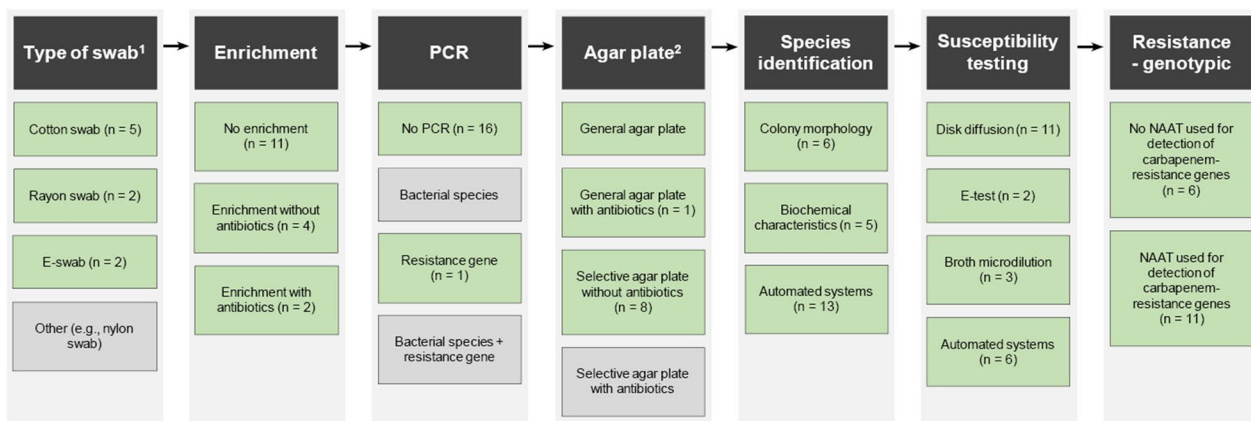 Type of swab¹
Cotton swab (n = 5)
Rayon swab (n = 2)
E-swab (n = 2)
Other (e.g., nylon
swab)
Enrichment
No enrichment
(n = 11)
Enrichment without
antibiotics (n = 4)
Enrichment with
antibiotics (n = 2)
PCR
No PCR (n = 16)
Bacterial species
Resistance gene
(n = 1)
Bacterial species +
resistance gene
Agar plate²
General agar plate
General agar plate
with antibiotics (n = 1)
Selective agar plate
without antibiotics
(n = 8)
Selective agar plate
with antibiotics
Species
identification
Colony morphology
(n = 6)
Biochemical
characteristics (n = 5)
Automated systems
(n = 13)
Susceptibility
testing
Disk diffusion (n = 11)
E-test (n = 2)
Broth microdilution
(n = 3)
Automated systems
(n = 6)
Resistance
- genotypic
No NAAT used for
detection of
carbapenem-
resistance genes
(n = 6)
NAAT used for
detection of
carbapenem-
resistance genes
(n = 11)